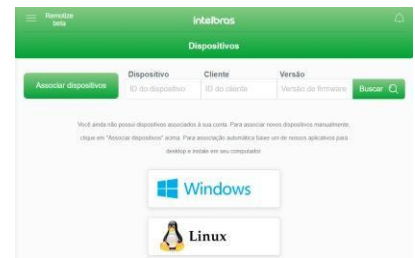 Remotize
beta
intelbras
Dispositivos
Associar dispositivos
Dispositivo
ID do dispositivo
Cliente
ID do cliente
Versão
Versão da firmware
Buscar
Você ainda não possui dispositivos associados à sua conta. Para associar novos dispositivos manualmente,
clique em "Associar dispositivos" acima. Para associação automática baixe um de nossos aplicativos para
desktop e instale em seu computador
Windows
Linux